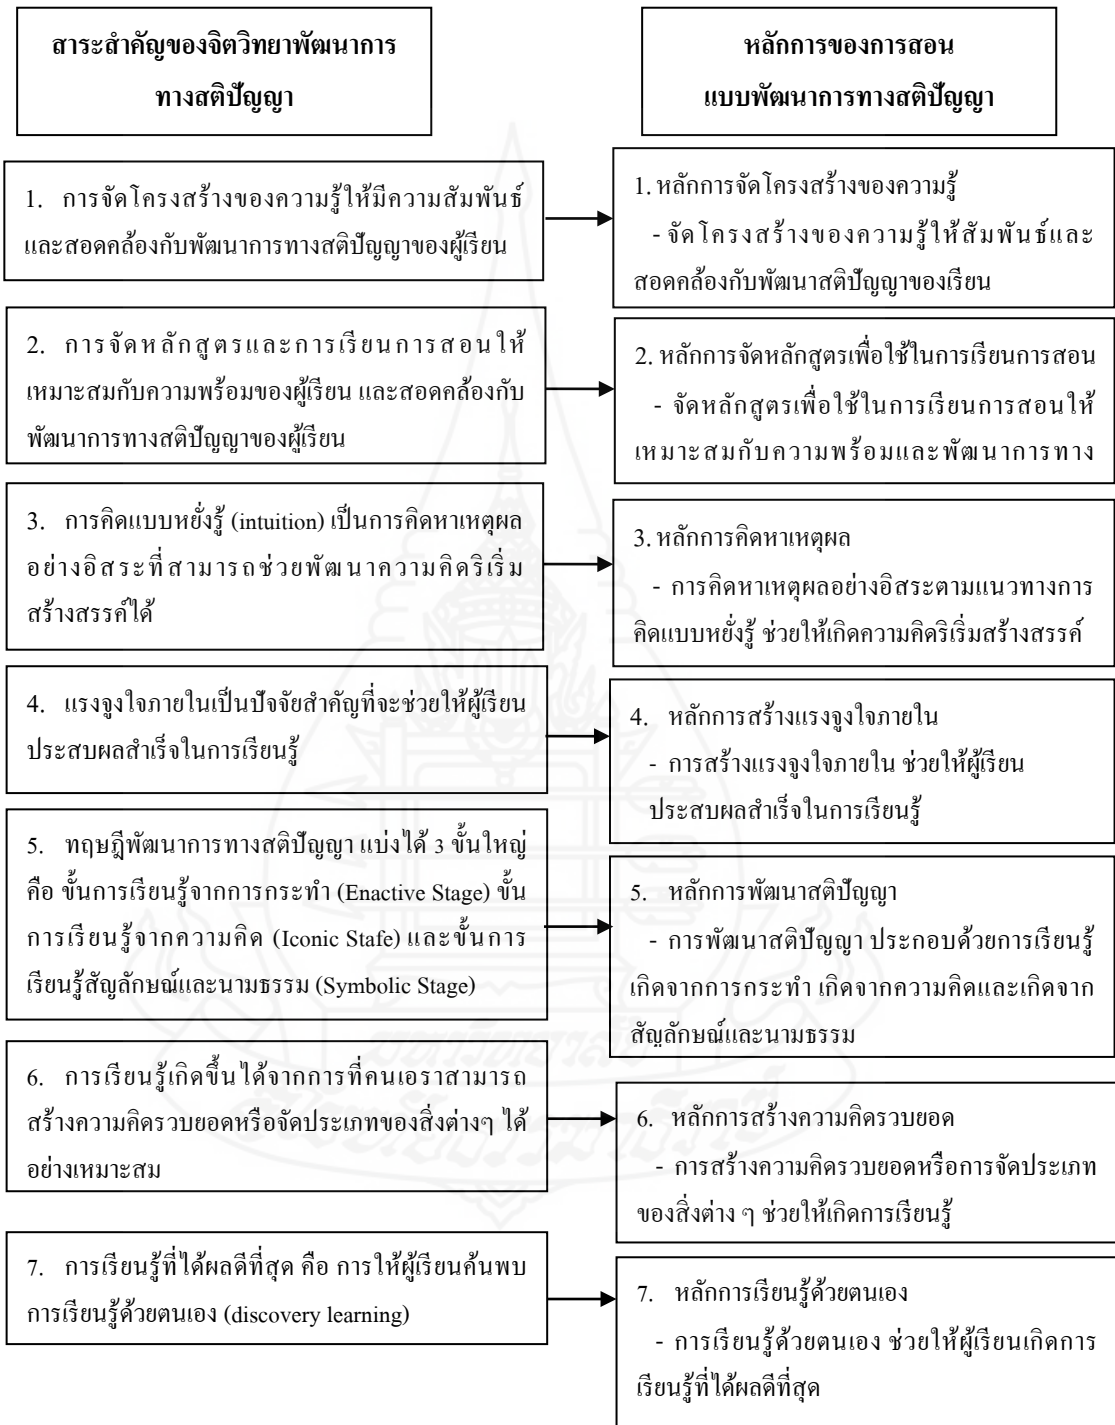 สาระสำคัญของจิตวิทยาพัฒนาการ
ทางสติปัญญา
หลักการของการสอน
แบบพัฒนาการทางสติปัญญา
1. การจัดโครงสร้างของความรู้ให้มีความสัมพันธ์
และสอดคล้องกับพัฒนาการทางสติปัญญาของผู้เรียน
1. หลักการจัดโครงสร้างของความรู้
- จัดโครงสร้างของความรู้ให้สัมพันธ์และ
สอดคล้องกับพัฒนาสติปัญญาของเรียน
2. การจัดหลักสูตรและการเรียนการสอนให้
เหมาะสมกับความพร้อมของผู้เรียน และสอดคล้องกับ
พัฒนาการทางสติปัญญาของผู้เรียน
2. หลักการจัดหลักสูตรเพื่อใช้ในการเรียนการสอน
- จัดหลักสูตรเพื่อใช้ในการเรียนการสอนให้
เหมาะสมกับความพร้อมและพัฒนาการทาง
3. การคิดแบบหยั่งรู้ (intuition) เป็นการคิดหาเหตุผล
อย่างอิสระที่สามารถช่วยพัฒนาความคิดริเริ่ม
สร้างสรรค์ได้
3. หลักการคิดหาเหตุผล
- การคิดหาเหตุผลอย่างอิสระตามแนวทางการ
คิดแบบหยั่งรู้ ช่วยให้เกิดความคิดริเริ่มสร้างสรรค์
4. แรงจูงใจภายในเป็นปัจจัยสำคัญที่จะช่วยให้ผู้เรียน
ประสบผลสำเร็จในการเรียนรู้
4. หลักการสร้างแรงจูงใจภายใน
- การสร้างแรงจูงใจภายใน ช่วยให้ผู้เรียน
ประสบผลสำเร็จในการเรียนรู้
5. ทฤษฎีพัฒนาการทางสติปัญญา แบ่งได้ 3 ขั้นใหญ่
คือ ขั้นการเรียนรู้จากการกระทำ (Enactive Stage) ขั้น
การเรียนรู้จากความคิด (Iconic Stafe) และขั้นการ
เรียนรู้สัญลักษณ์และนามธรรม (Symbolic Stage)
5. หลักการพัฒนาสติปัญญา
- การพัฒนาสติปัญญา ประกอบด้วยการเรียนรู้
เกิดจากการกระทำ เกิดจากความคิดและเกิดจาก
สัญลักษณ์และนามธรรม
6. การเรียนรู้เกิดขึ้นได้จากการที่คนเอราสามารถ
สร้างความคิดรวบยอดหรือจัดประเภทของสิ่งต่างๆ ได้
อย่างเหมาะสม
6. หลักการสร้างความคิดรวบยอด
- การสร้างความคิดรวบยอดหรือการจัดประเภท
ของสิ่งต่าง ๆ ช่วยให้เกิดการเรียนรู้
7. การเรียนรู้ที่ได้ผลดีที่สุด คือ การให้ผู้เรียนค้นพบ
การเรียนรู้ด้วยตนเอง (discovery learning)
7. หลักการเรียนรู้ด้วยตนเอง
- การเรียนรู้ด้วยตนเอง ช่วยให้ผู้เรียนเกิดการ
เรียนรู้ที่ได้ผลดีที่สุด
มหาวิทยาลัย
สุโขทัยธรรมาธิราช